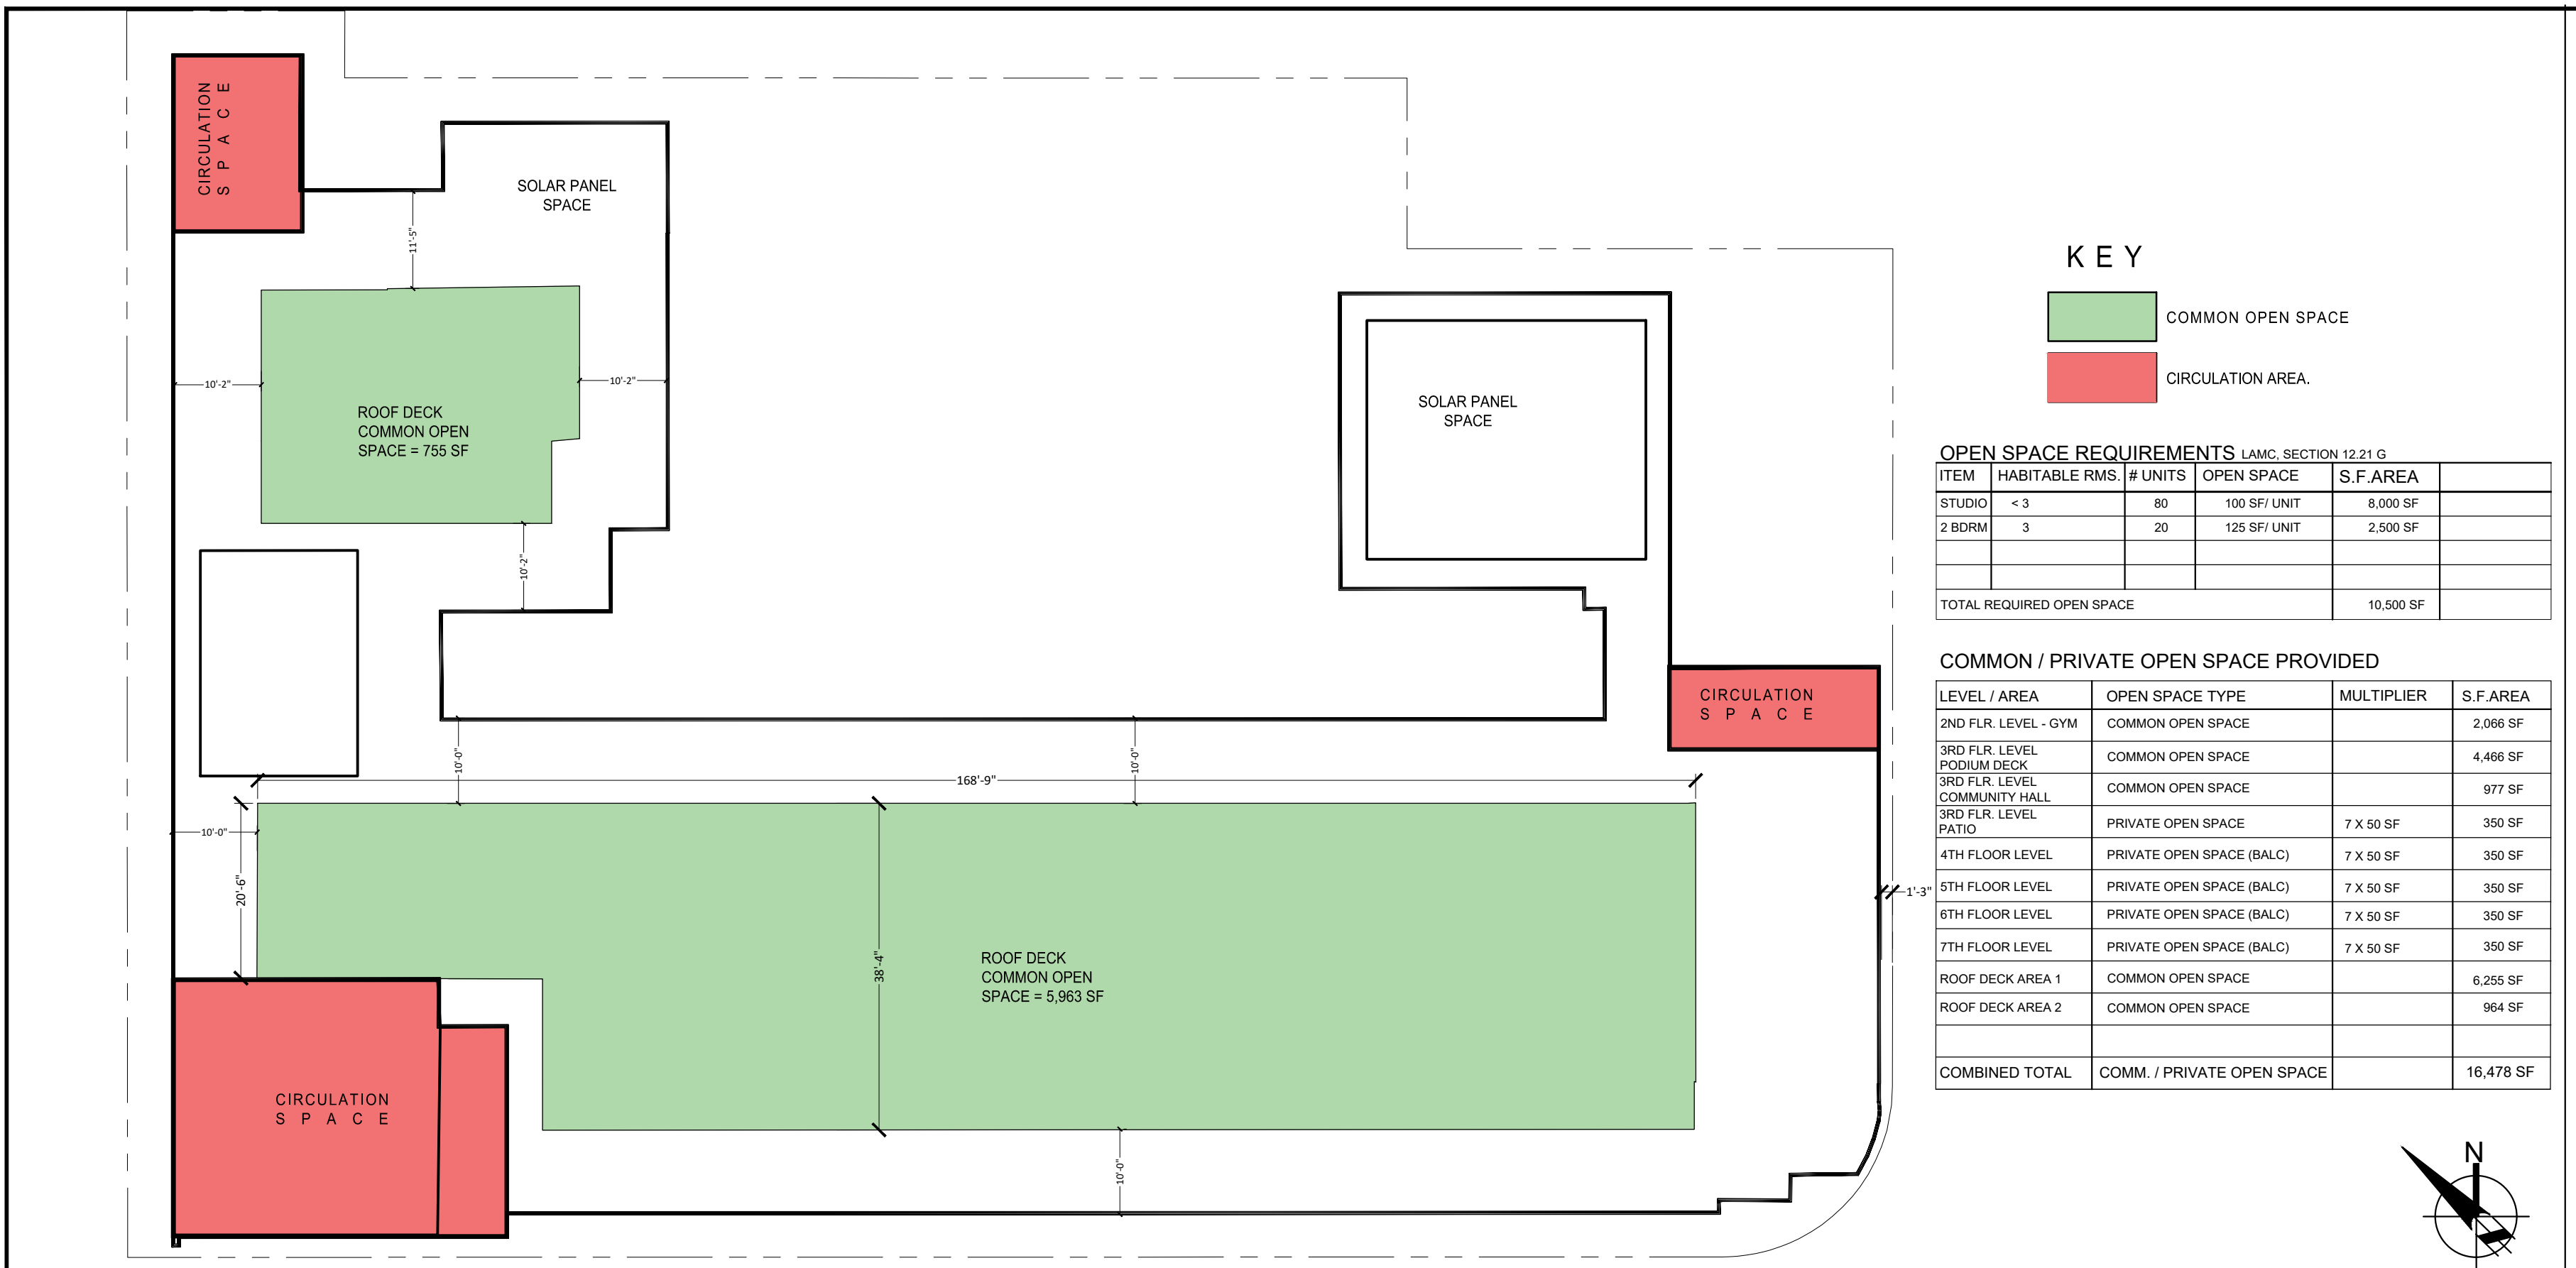 CIRCULATION
S P A C E
SOLAR PANEL
SPACE
11'-5"
10'-2"
10'-2"
ROOF DECK
COMMON OPEN
SPACE = 755 SF
10'-2"
SOLAR PANEL
SPACE
CIRCULATION
S P A C E
10'-0"
10'-0"
168'-9"
10'-0"
20'-6"
38'-4"
1'-3"
ROOF DECK
COMMON OPEN
SPACE = 5,963 SF
CIRCULATION
S P A C E
10'-0"
K E Y
COMMON OPEN SPACE
CIRCULATION AREA.
OPEN SPACE REQUIREMENTS LAMC, SECTION 12.21 G
ITEM HABITABLE RMS. # UNITS OPEN SPACE S.F.AREA
STUDIO < 3 80 100 SF/ UNIT 8,000 SF
2 BDRM 3 20 125 SF/ UNIT 2,500 SF
TOTAL REQUIRED OPEN SPACE 10,500 SF
COMMON / PRIVATE OPEN SPACE PROVIDED
LEVEL / AREA OPEN SPACE TYPE MULTIPLIER S.F.AREA
2ND FLR. LEVEL - GYM COMMON OPEN SPACE 2,066 SF
3RD FLR. LEVEL
PODIUM DECK COMMON OPEN SPACE 4,466 SF
3RD FLR. LEVEL
COMMUNITY HALL COMMON OPEN SPACE 977 SF
3RD FLR. LEVEL
PATIO PRIVATE OPEN SPACE 7 X 50 SF 350 SF
4TH FLOOR LEVEL PRIVATE OPEN SPACE (BALC) 7 X 50 SF 350 SF
5TH FLOOR LEVEL PRIVATE OPEN SPACE (BALC) 7 X 50 SF 350 SF
6TH FLOOR LEVEL PRIVATE OPEN SPACE (BALC) 7 X 50 SF 350 SF
7TH FLOOR LEVEL PRIVATE OPEN SPACE (BALC) 7 X 50 SF 350 SF
ROOF DECK AREA 1 COMMON OPEN SPACE 6,255 SF
ROOF DECK AREA 2 COMMON OPEN SPACE 964 SF
COMBINED TOTAL COMM. / PRIVATE OPEN SPACE 16,478 SF
N